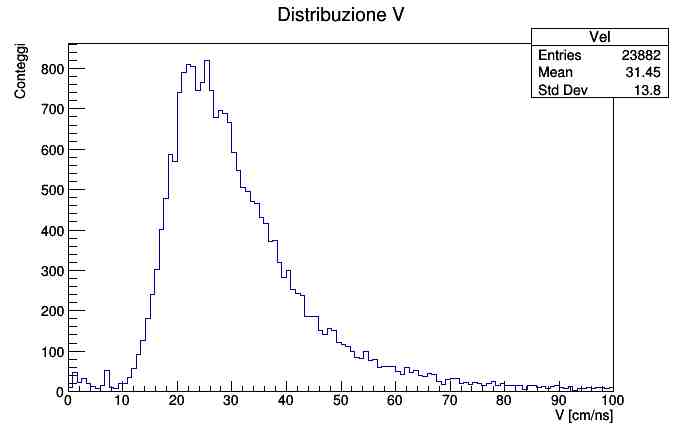 Distribuzione V
Vel
Entries 23882
Mean 31.45
Std Dev 13.8
Conteggi
800
700
600
500
400
300
200
100
0
0 10 20 30 40 50 60 70 80 90 100
V [cm/ns]